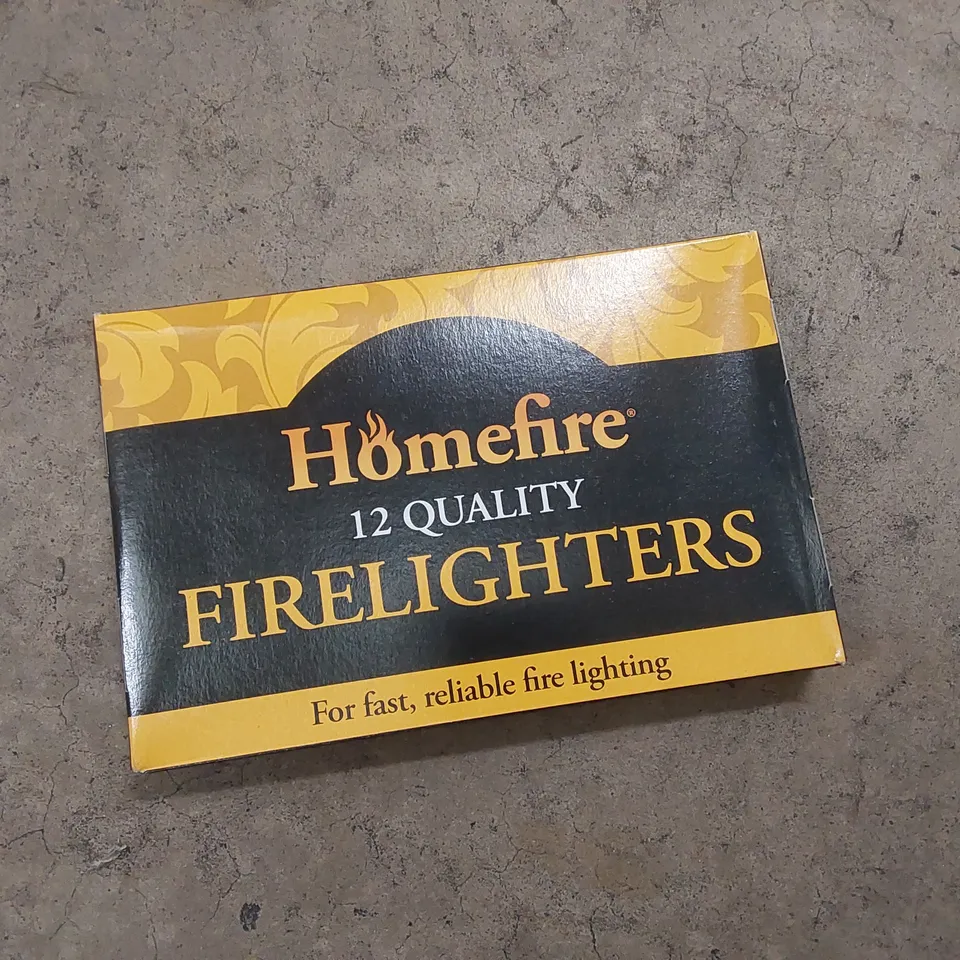 Homefire®
12 QUALITY
FIRELIGHTERS
For fast, reliable fire lighting